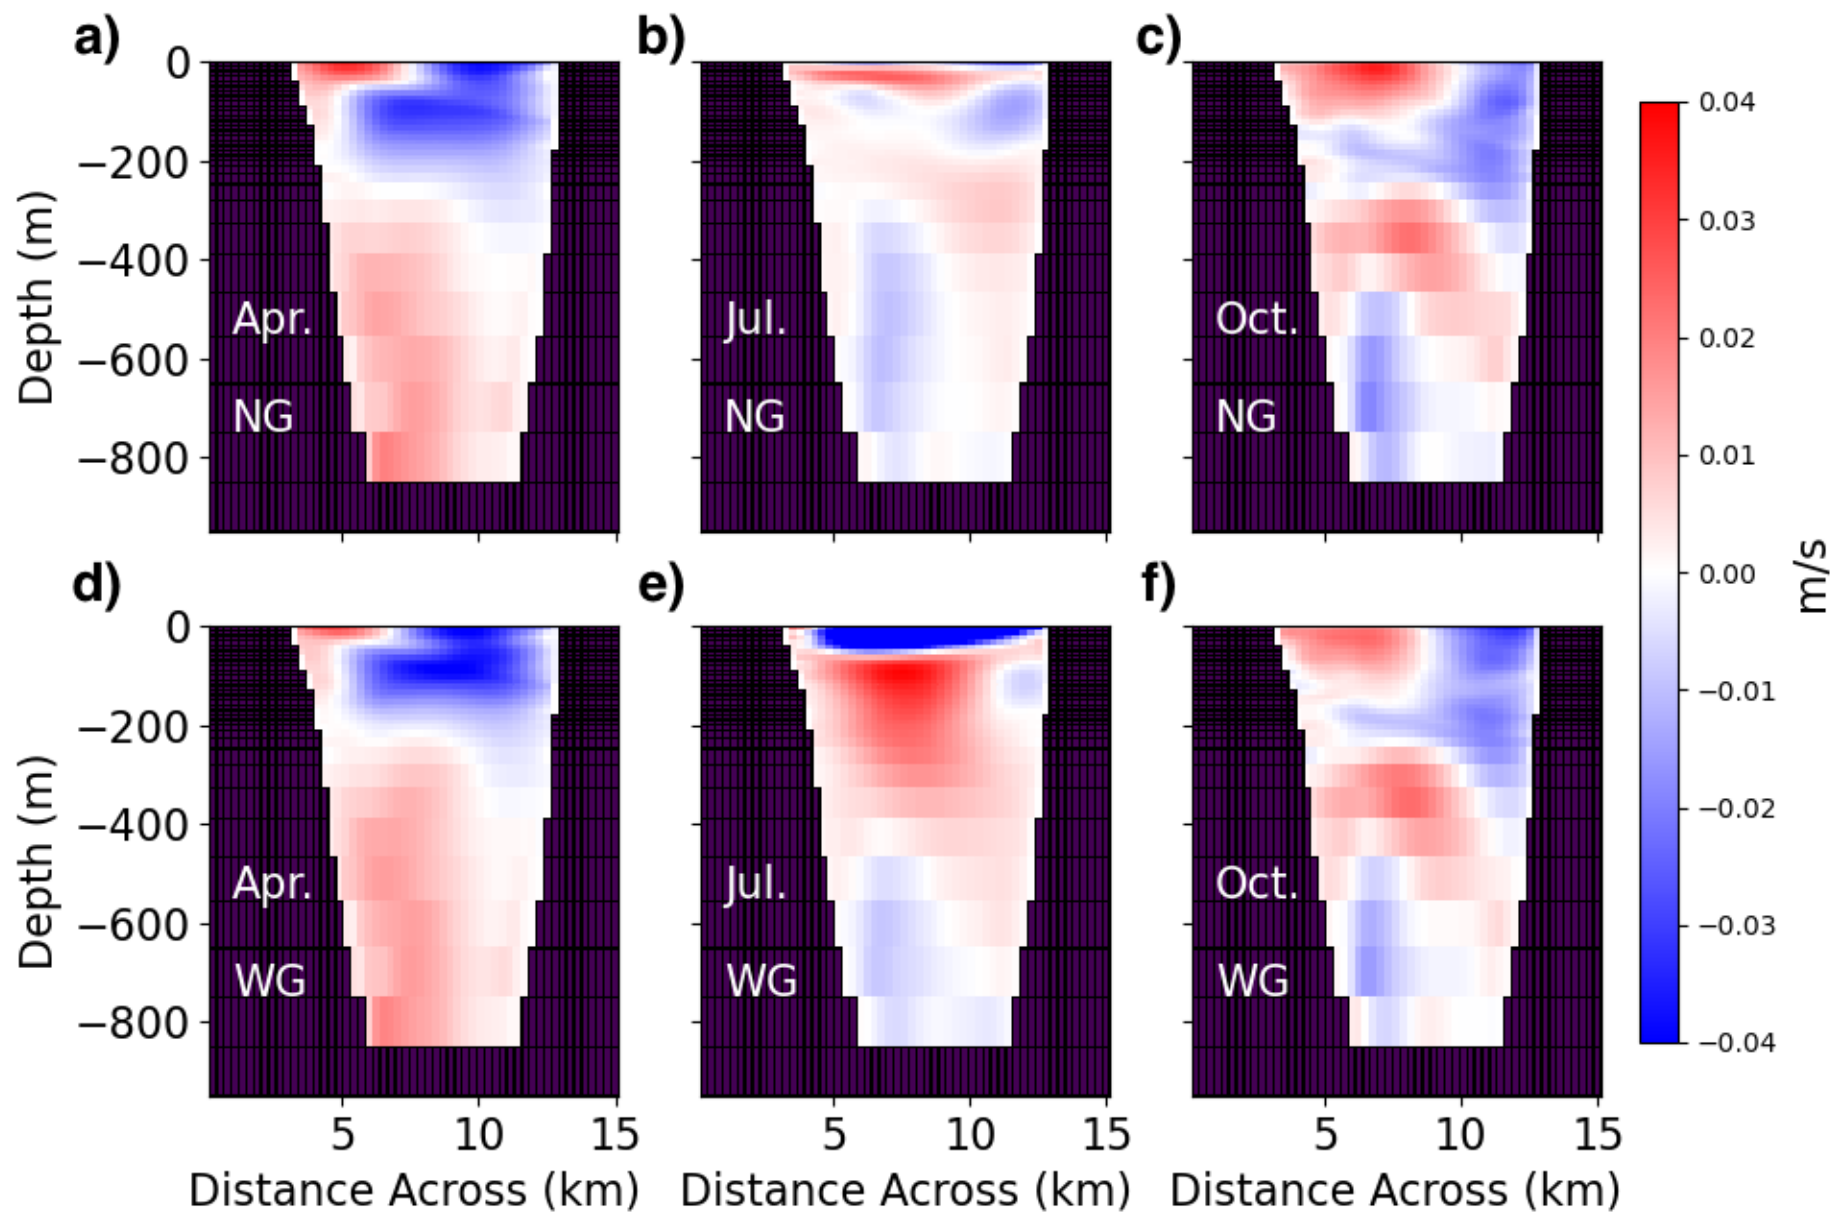 a)
b)
c)
0
−200
−400
−600
−800
Depth (m)
Apr.
NG
Jul.
NG
Oct.
NG
d)
e)
f)
0
−200
−400
−600
−800
Depth (m)
Apr.
WG
Jul.
WG
Oct.
WG
5 10 15
5 10 15
5 10 15
Distance Across (km)
Distance Across (km)
Distance Across (km)
0.04
0.03
0.02
0.01
0.00
−0.01
−0.02
−0.03
−0.04
m/s